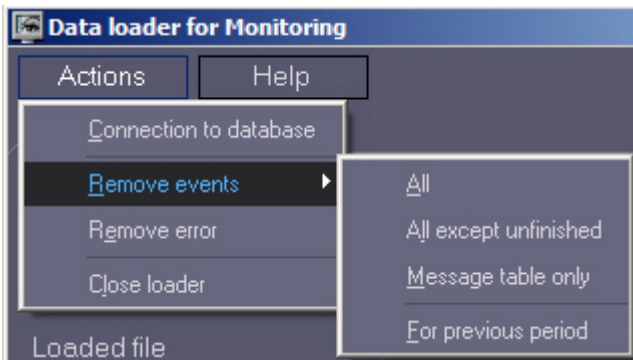 Data loader for Monitoring
Actions Help
Connection to database
Remove events
Remove error
Close loader
All
All except unfinished
Message table only
For previous period
Loaded file